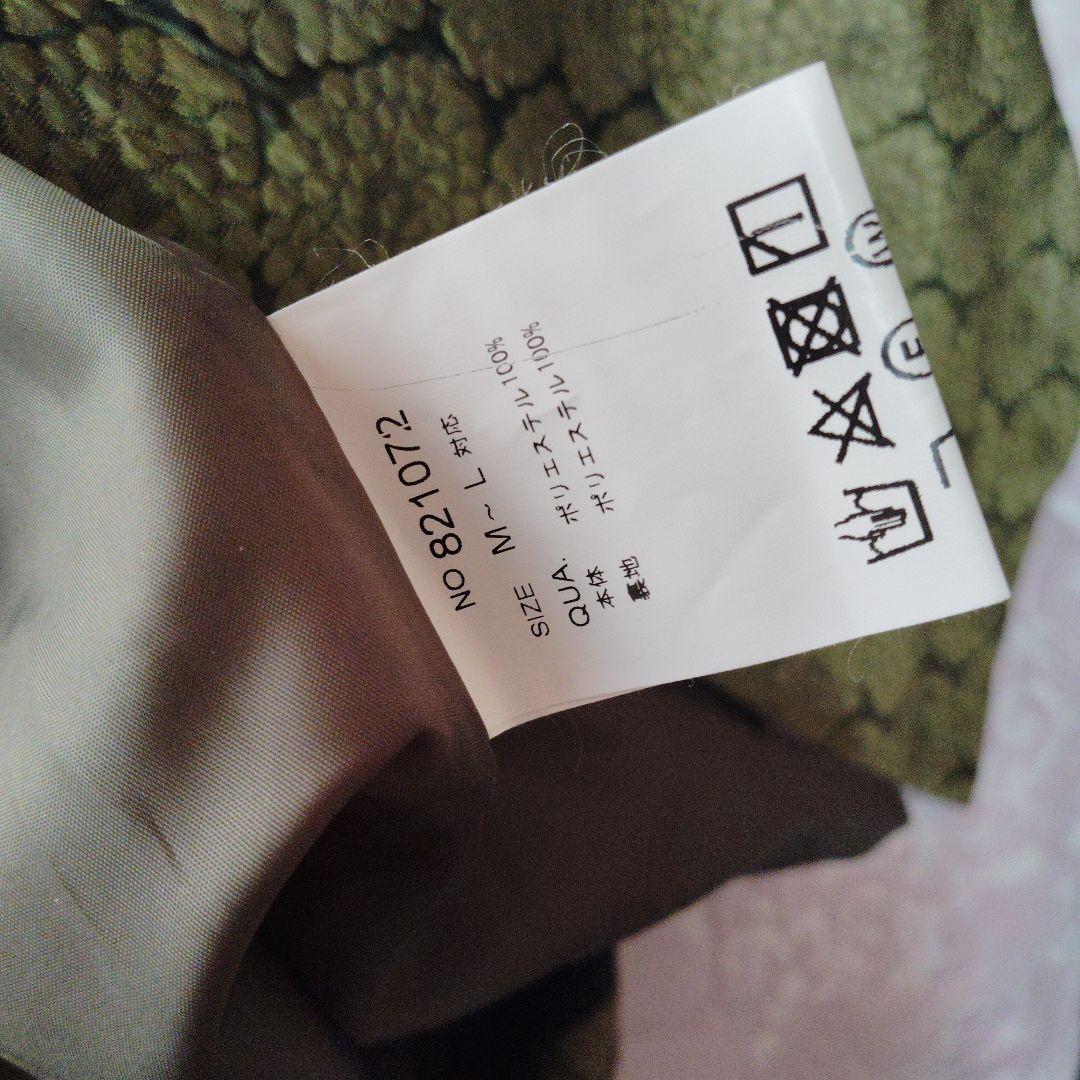 NO 821072
SIZE M~L 対応
QUA.
本体 ポリエステル100%
裏地 ポリエステル100%
W